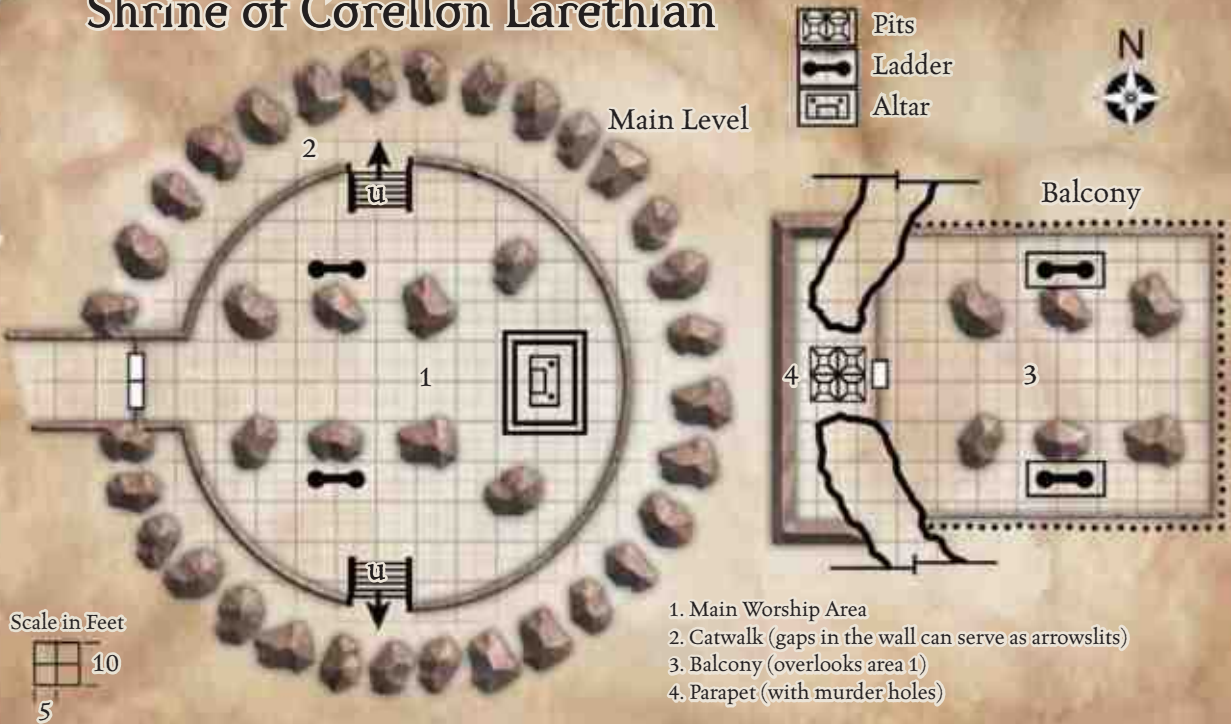 Shrine of Corellon Larethian
Pits
Ladder
Altar
N
Main Level
2
u
Balcony
1
4
3
u
Scale in Feet
10
5
1. Main Worship Area
2. Catwalk (gaps in the wall can serve as arrowslits)
3. Balcony (overlooks area 1)
4. Parapet (with murder holes)